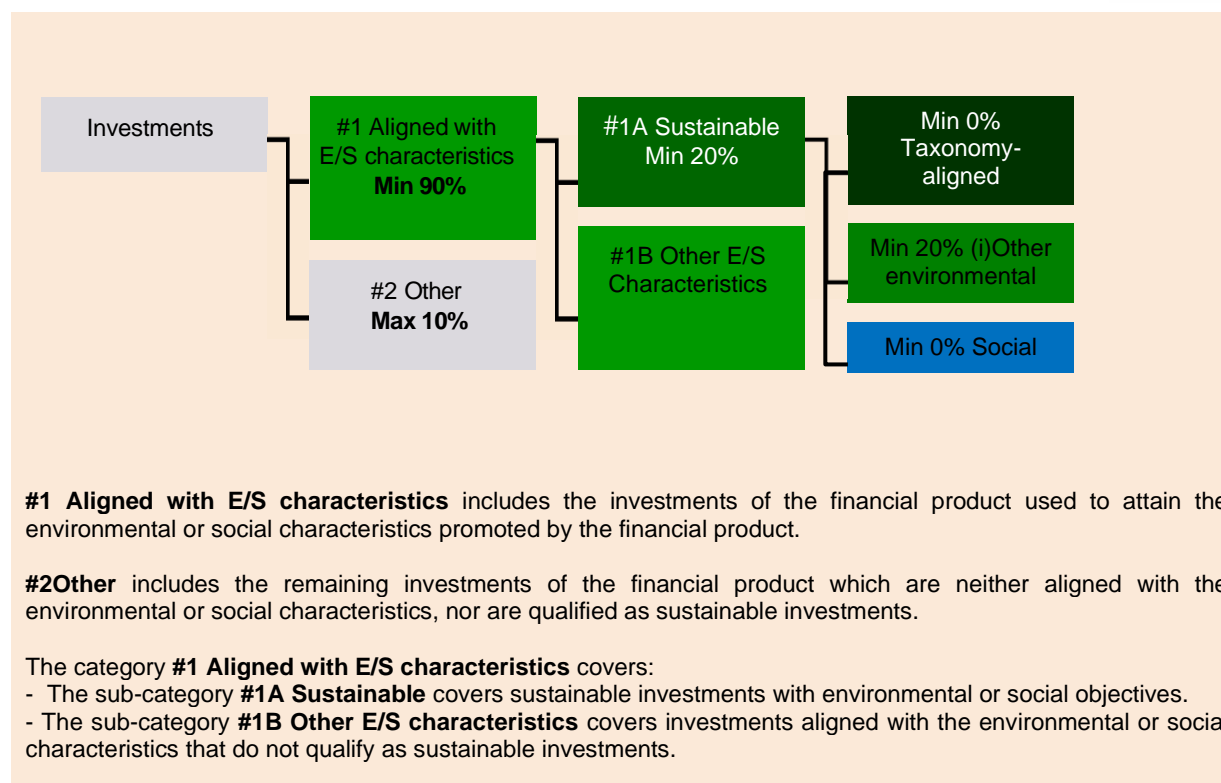 Investments
#1 Aligned with
E/S characteristics
Min 90%
#2 Other
Max 10%
#1A Sustainable
Min 20%
#1B Other E/S
Characteristics
Min 0%
Taxonomy-
aligned
Min 20% (i)Other
environmental
Min 0% Social
#1 Aligned with E/S characteristics includes the investments of the financial product used to attain the
environmental or social characteristics promoted by the financial product.
#2Other includes the remaining investments of the financial product which are neither aligned with the
environmental or social characteristics, nor are qualified as sustainable investments.
The category #1 Aligned with E/S characteristics covers:
- The sub-category #1A Sustainable covers sustainable investments with environmental or social objectives.
- The sub-category #1B Other E/S characteristics covers investments aligned with the environmental or social
characteristics that do not qualify as sustainable investments.